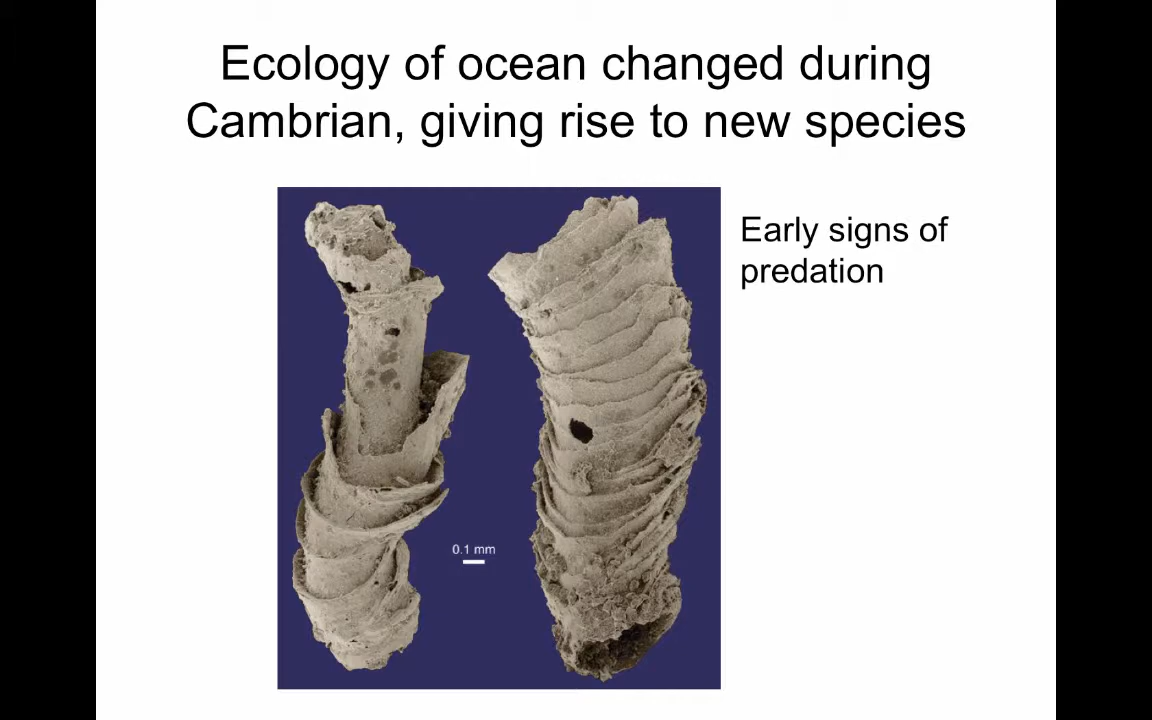 Ecology of ocean changed during
Cambrian, giving rise to new species
Early signs of
predation
0.1 mm